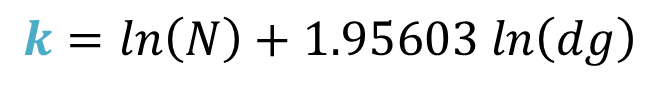 k = ln(N) + 1.95603 ln(dg)